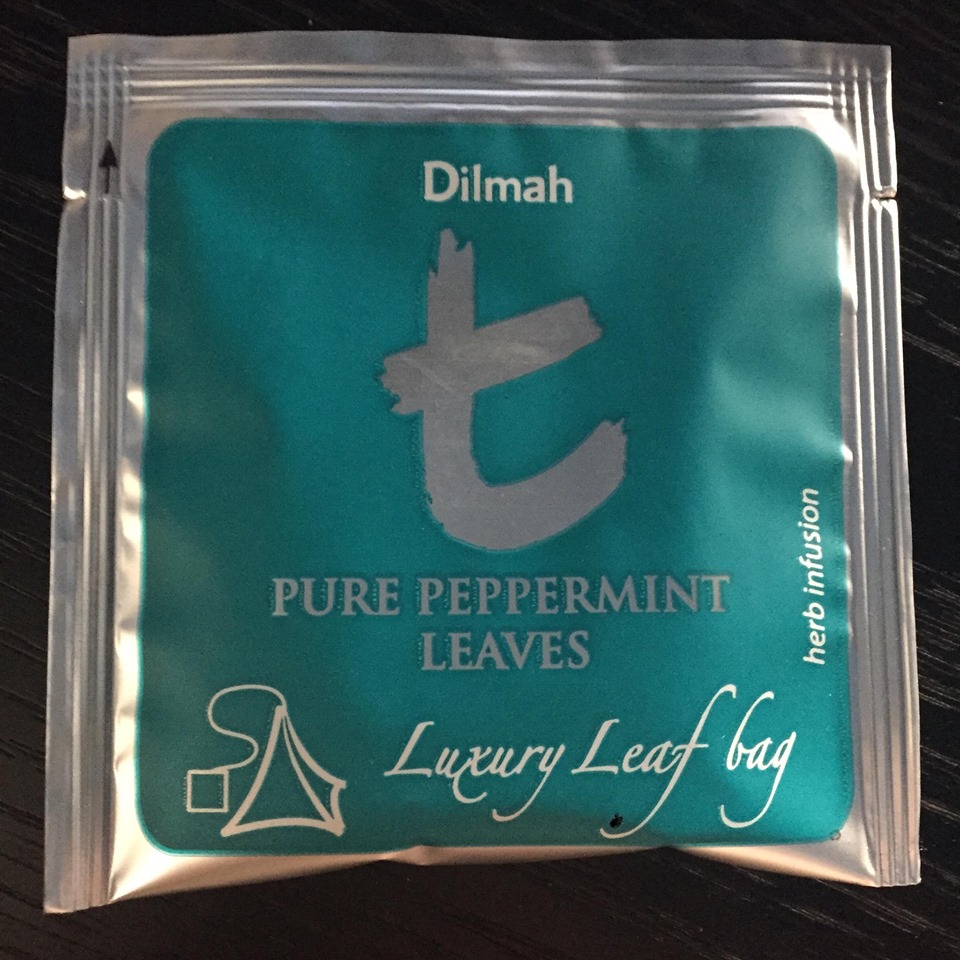 Dilmah
t
PURE PEPPERMINT
LEAVES
herb infusion
Luxury Leaf bag